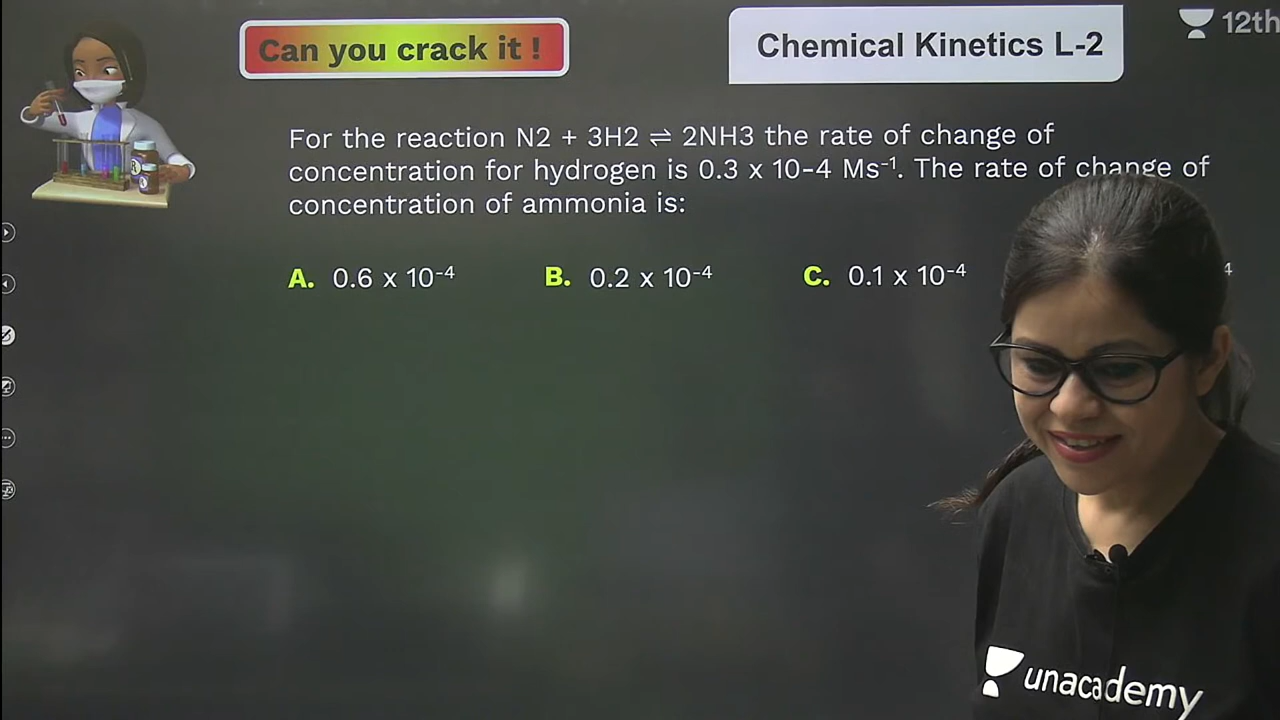 Can you crack it !
Chemical Kinetics L-2
12th
For the reaction N2 + 3H2 ⇌ 2NH3 the rate of change of
concentration for hydrogen is 0.3 x 10-4 Ms⁻¹. The rate of change of
concentration of ammonia is:
A. 0.6 x 10⁻⁴ B. 0.2 x 10⁻⁴ C. 0.1 x 10⁻⁴ 4
unacademy